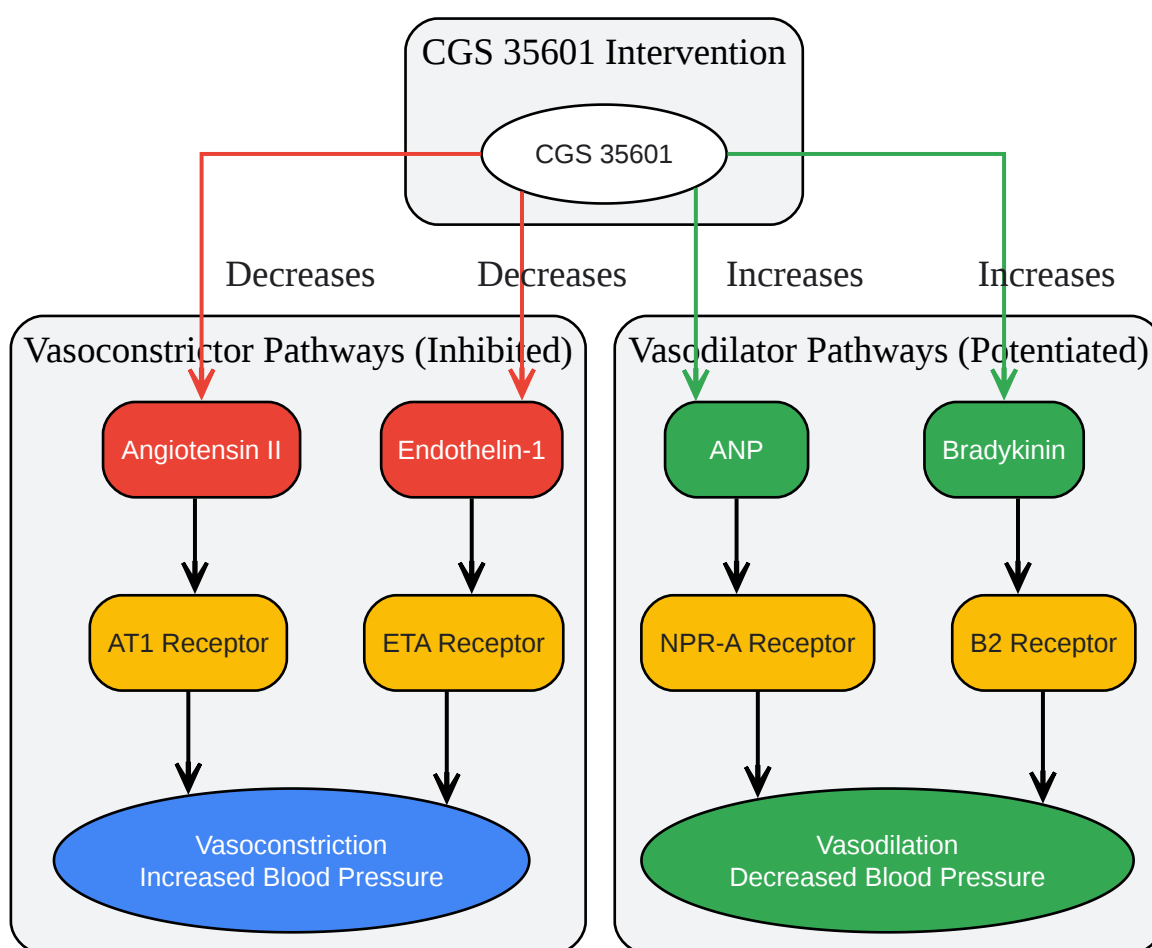 CGS 35601 Intervention
CGS 35601
Decreases
Decreases
Increases
Increases
Vasoconstrictor Pathways (Inhibited)
Vasodilator Pathways (Potentiated)
Angiotensin II
Endothelin-1
ANP
Bradykinin
AT1 Receptor
ETA Receptor
NPR-A Receptor
B2 Receptor
Vasoconstriction
Increased Blood Pressure
Vasodilation
Decreased Blood Pressure